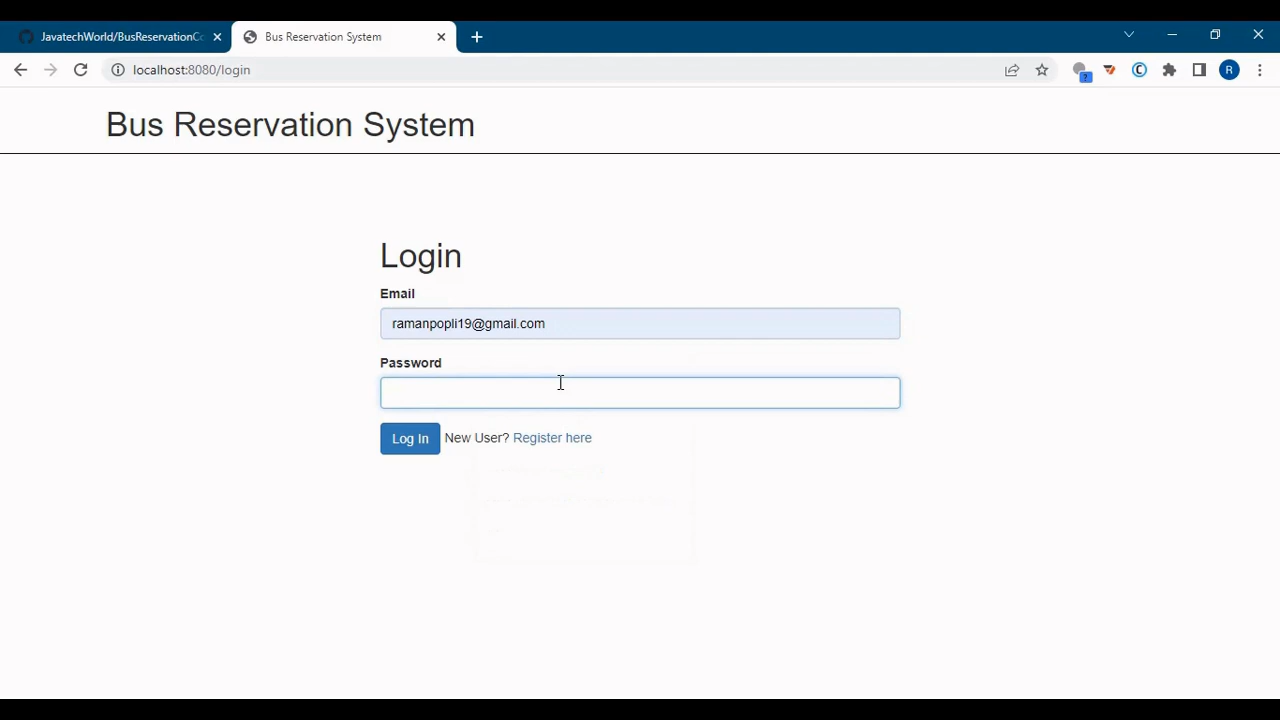 JavatechWorld/BusReservationCo
Bus Reservation System
localhost:8080/login
?
C
R
Bus Reservation System
Login
Email
ramanpopli19@gmail.com
Password
Log In New User? Register here